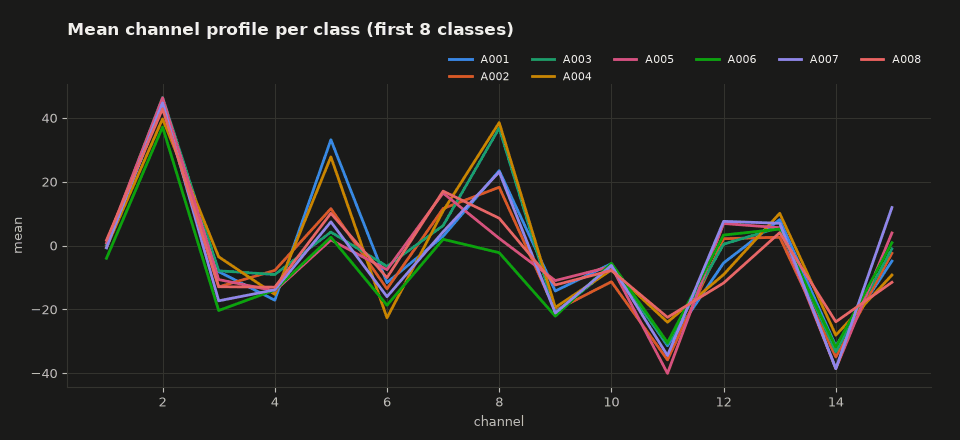 Mean channel profile per class (first 8 classes)
A001 A003 A005 A006 A007 A008
A002 A004
40
20
0
−20
−40
mean
2 4 6 8 10 12 14
channel